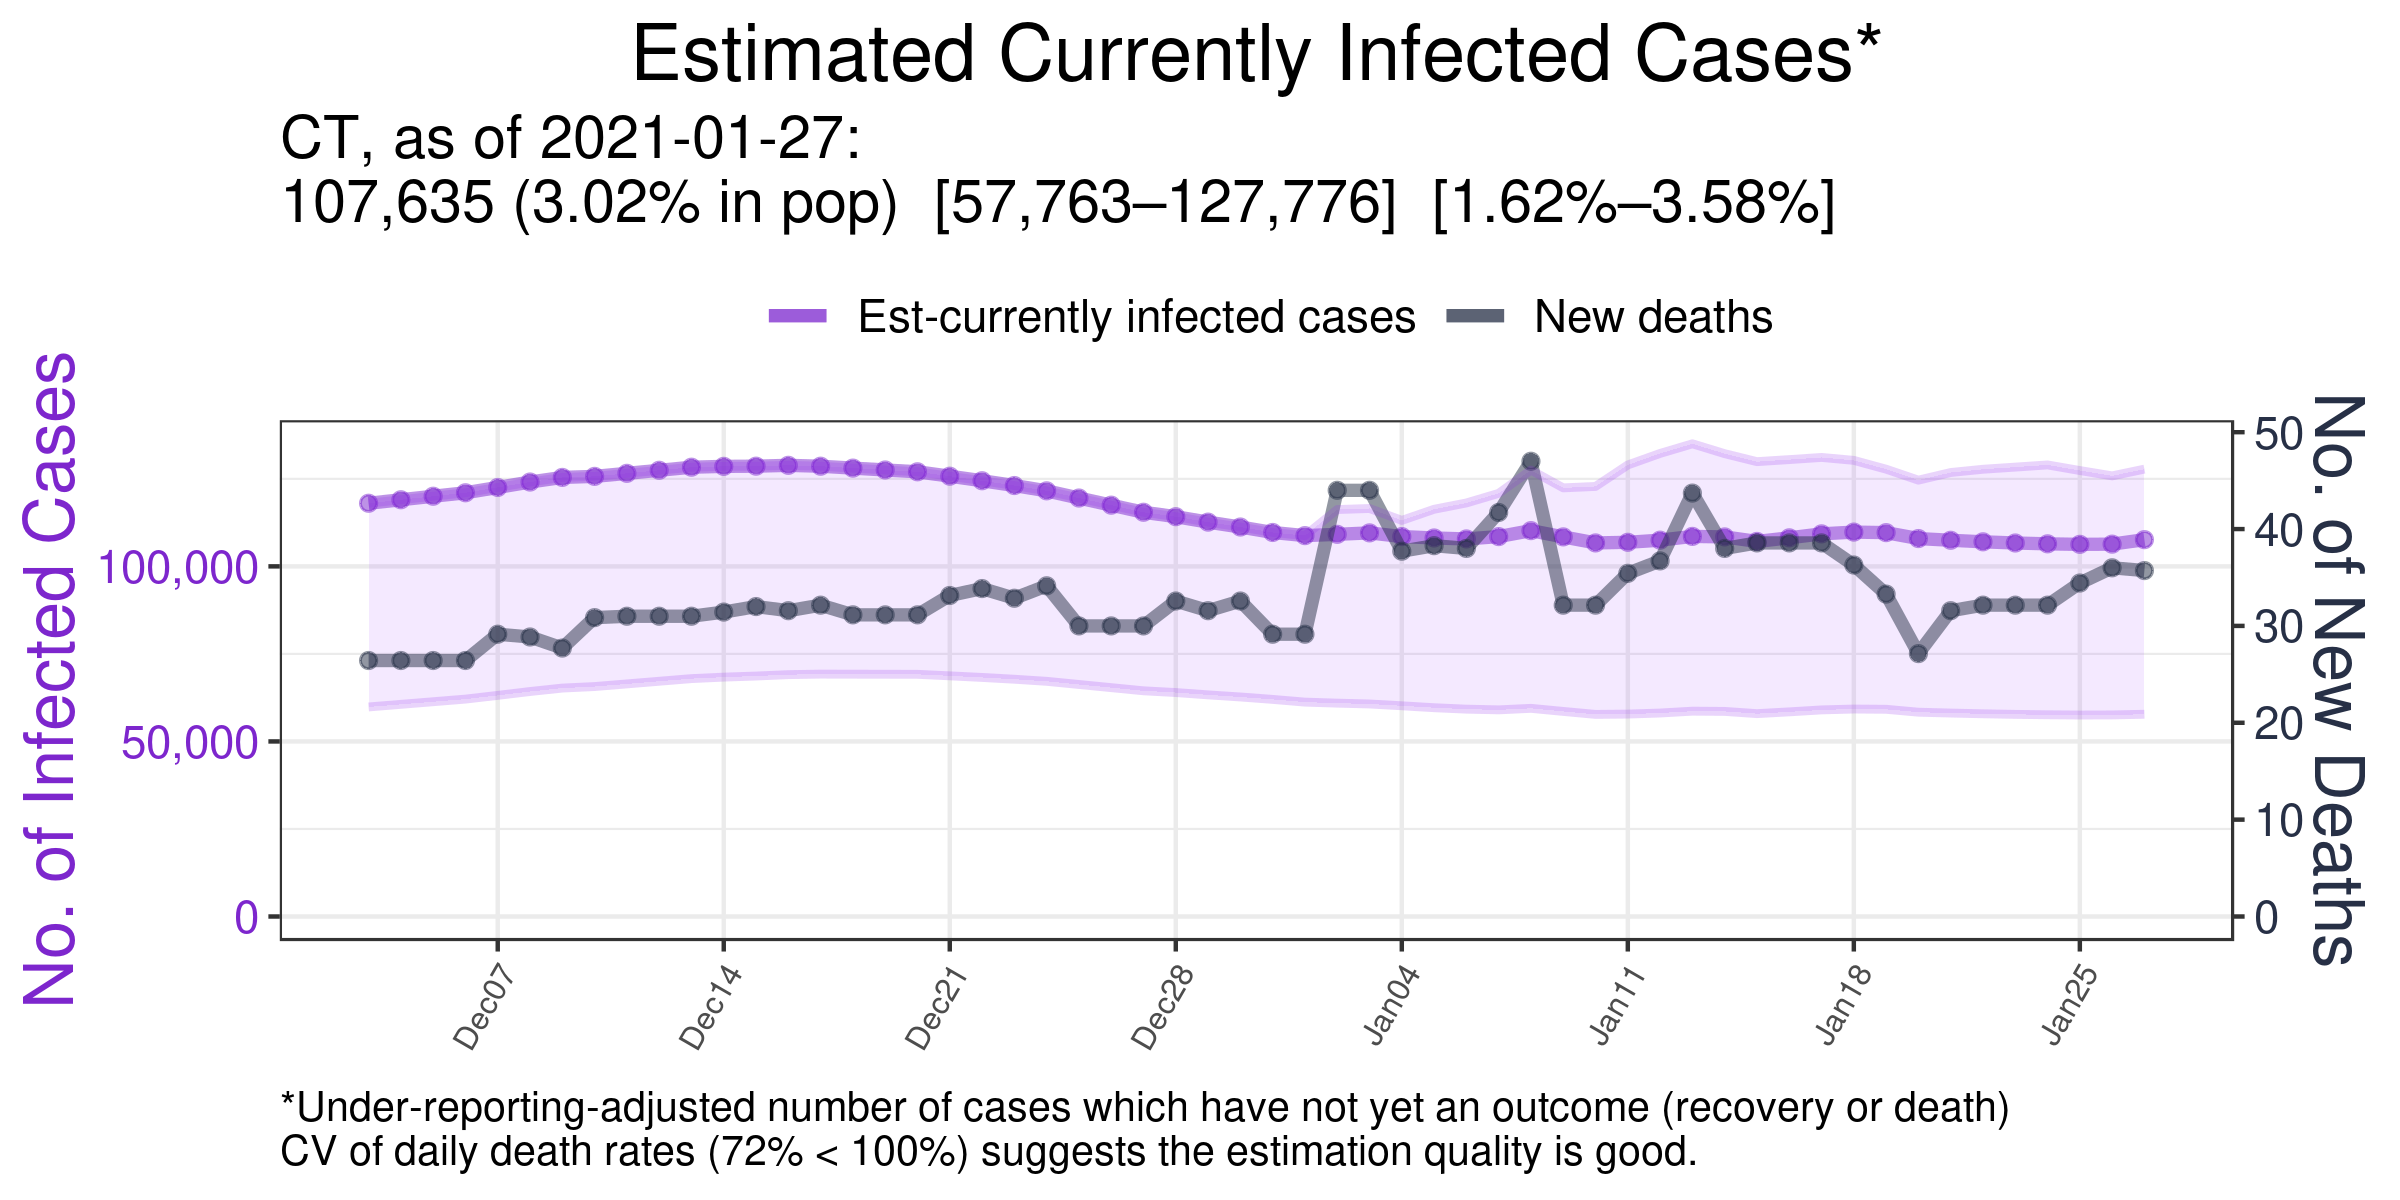 Estimated Currently Infected Cases*
CT, as of 2021-01-27:
107,635 (3.02% in pop)  [57,763–127,776]  [1.62%–3.58%]
Est-currently infected cases
New deaths
No. of Infected Cases
100,000
50,000
0
50
40
30
20
10
0
No. of New Deaths
Dec07
Dec14
Dec21
Dec28
Jan04
Jan11
Jan18
Jan25
*Under-reporting-adjusted number of cases which have not yet an outcome (recovery or death)
CV of daily death rates (72% < 100%) suggests the estimation quality is good.